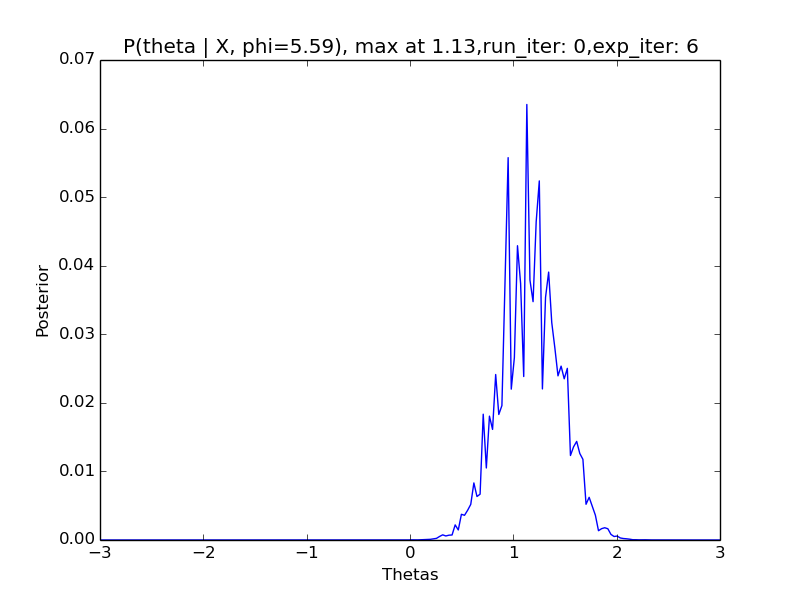 P(theta | X, phi=5.59), max at 1.13,run_iter: 0,exp_iter: 6
0.07
0.06
0.05
0.04
0.03
0.02
0.01
0.00
Posterior
−3 −2 −1 0 1 2 3
Thetas